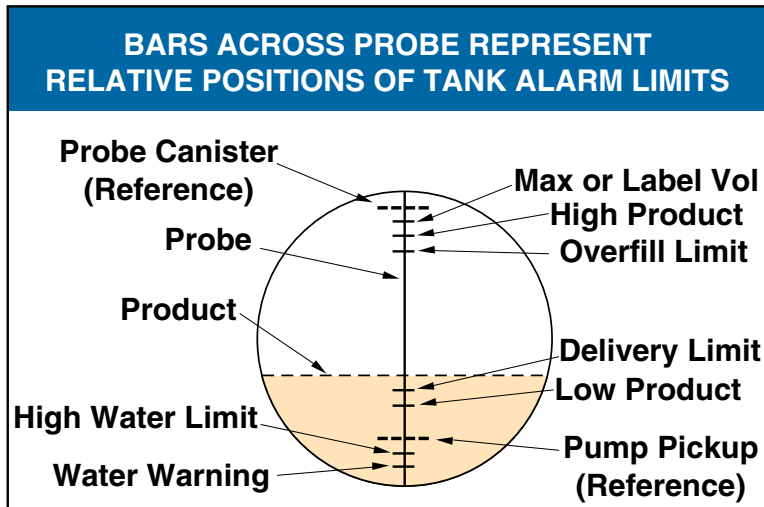 BARS ACROSS PROBE REPRESENT
RELATIVE POSITIONS OF TANK ALARM LIMITS
Probe Canister
(Reference)
Max or Label Vol
High Product
Probe
Overfill Limit
Product
Delivery Limit
Low Product
High Water Limit
Pump Pickup
(Reference)
Water Warning